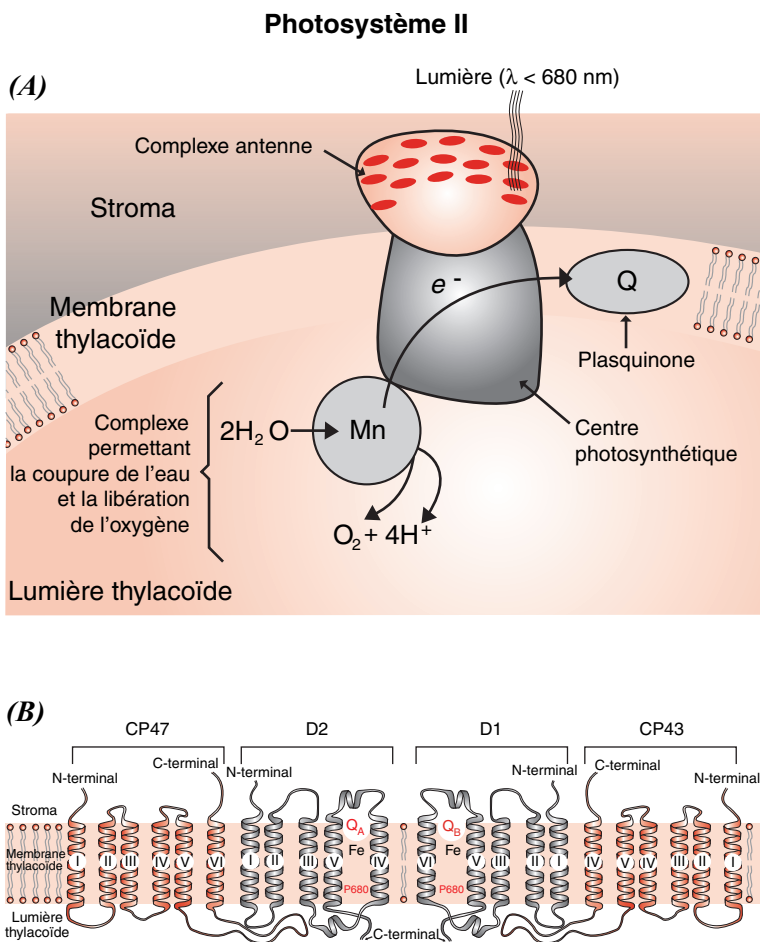 Photosystème II
(A)
Lumière (λ < 680 nm)
Complexe antenne
Stroma
e -
Q
Membrane
thylacoïde
Plasquinone
Complexe
permettant
la coupure de l'eau
et la libération
de l'oxygène
2H2 O
Mn
Centre
photosynthétique
O2 + 4H+
Lumière thylacoïde
(B)
CP47
D2
D1
CP43
N-terminal
C-terminal
N-terminal
N-terminal
C-terminal
N-terminal
Stroma
Membrane
thylacoïde
Lumière
thylacoïde
QA
QB
Fe
Fe
I II III IV V VI I II III V IV VI V III II I IV V IV III II I
P680
P680
C-terminal